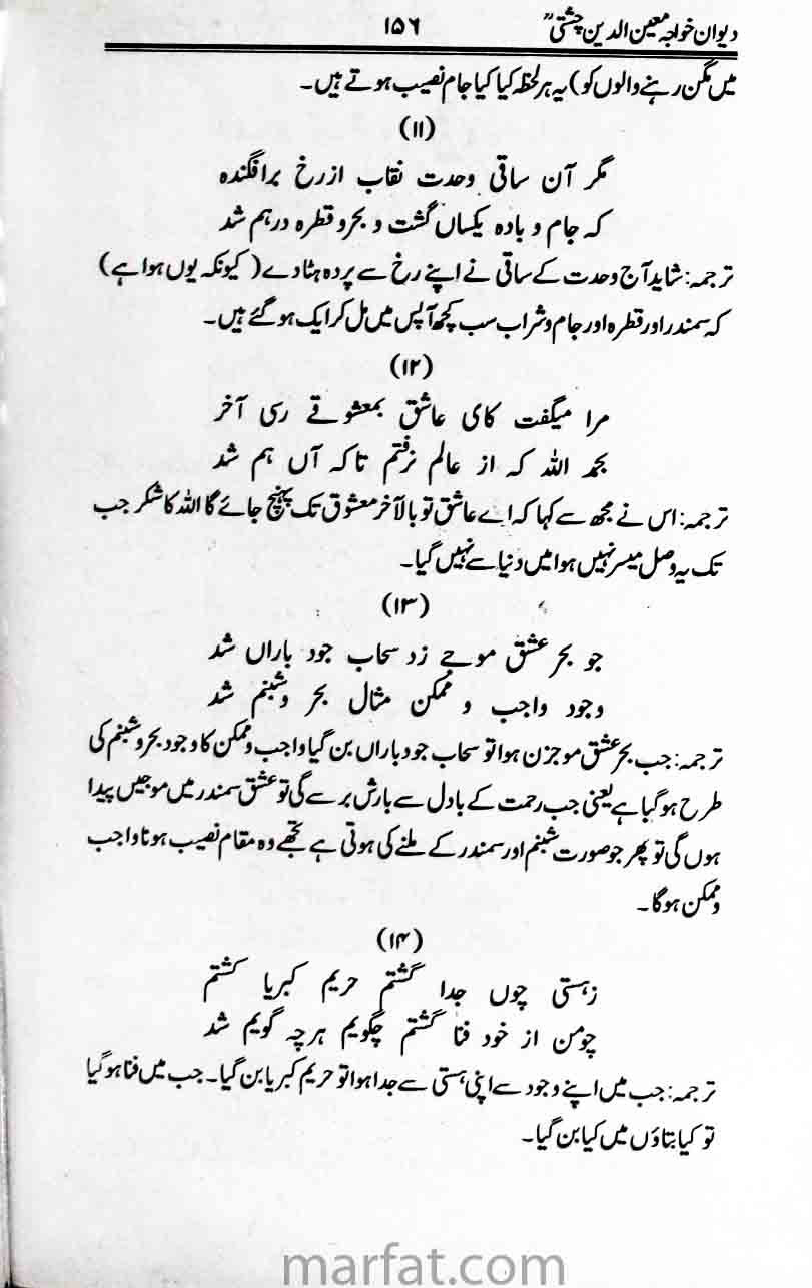 دیوان خواجہ معین الدین چشتیؒ ۱۵۶
میں مگن رہنے والوں کو) یہ ہر لحظہ کیا کیا جام نصیب ہوتے ہیں۔
(۱۱)
مگر آن ساقی وحدت نقاب ازرخ برافگندہ
کہ جام و بادہ یکساں گشت و بحرو قطرہ درہم شد
ترجمہ: شاید آج وحدت کے ساقی نے اپنے رخ سے پردہ ہٹادے (کیونکہ یوں ہوا ہے)
کہ سمندر اور قطرہ اور جام و شراب سب کچھ آپس میں مل کر ایک ہو گئے ہیں۔
(۱۲)
مرا میگفت کای عاشق بمعشوقے رسی آخر
بحمد اللہ کہ از عالم نرفتم تاکہ آں ہم شد
ترجمہ: اس نے مجھ سے کہا کہ اے عاشق تو بالآخر معشوق تک پہنچ جائے گا اللہ کا شکر جب
تک یہ وصل میسر نہیں ہوا میں دنیا سے نہیں گیا۔
(۱۳)
جو بحر عشق موجے زد سحاب جود باراں شد
وجود واجب و ممکن مثال بحر وشبنم شد
ترجمہ: جب بحر عشق موجزن ہوا تو سحاب جود باراں بن گیا واجب و ممکن کا وجود بحر و شبنم کی
طرح ہو گیا ہے یعنی جب رحمت کے بادل سے بارش برسے گی تو عشق سمندر میں موجیں پیدا
ہوں گی تو پھر جو صورت شبنم اور سمندر کے ملنے کی ہوتی ہے تجھے وہ مقام نصیب ہونا واجب
و ممکن ہوگا۔
(۱۴)
زہستی چوں جدا گشتم حریم کبریا کشتم
چومن از خود فنا گشتم چگویم ہرچہ گویم شد
ترجمہ: جب میں اپنے وجود سے اپنی ہستی سے جدا ہوا تو حریم کبریا بن گیا۔ جب میں فنا ہو گیا
تو کیا بتاؤں میں کیا بن گیا۔
marfat.com